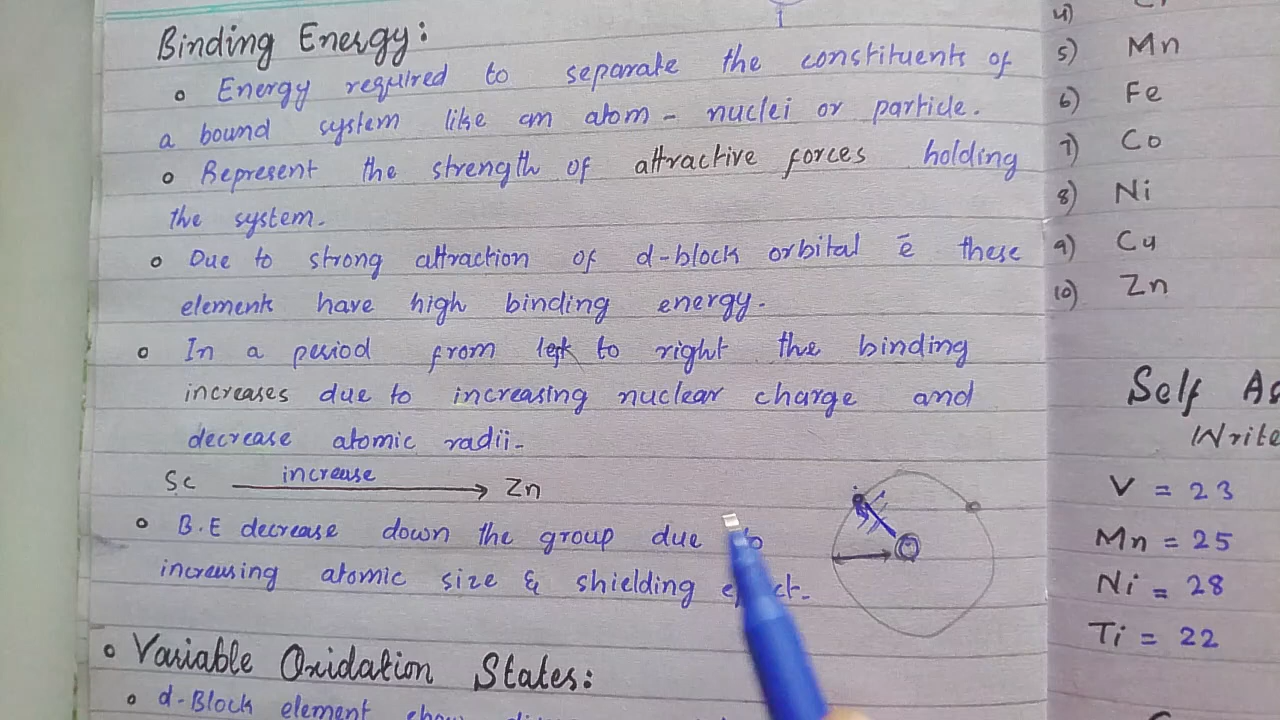 Binding Energy:
Energy required to separate the constituents of
a bound system like an atom - nuclei or particle.
Represent the strength of attractive forces holding
the system.
Due to strong attraction of d-block orbital ē these
elements have high binding energy.
In a period from left to right the binding
increases due to increasing nuclear charge and
decrease atomic radii-
increase
Sc → Zn
B.E decrease down the group due
increasing atomic size & shielding
Variable Oxidation States:
d-Block element show
4)
5) Mn
6) Fe
7) Co
8) Ni
9) Cu
10) Zn
Self
Write
V = 23
Mn = 25
Ni = 28
Ti = 22